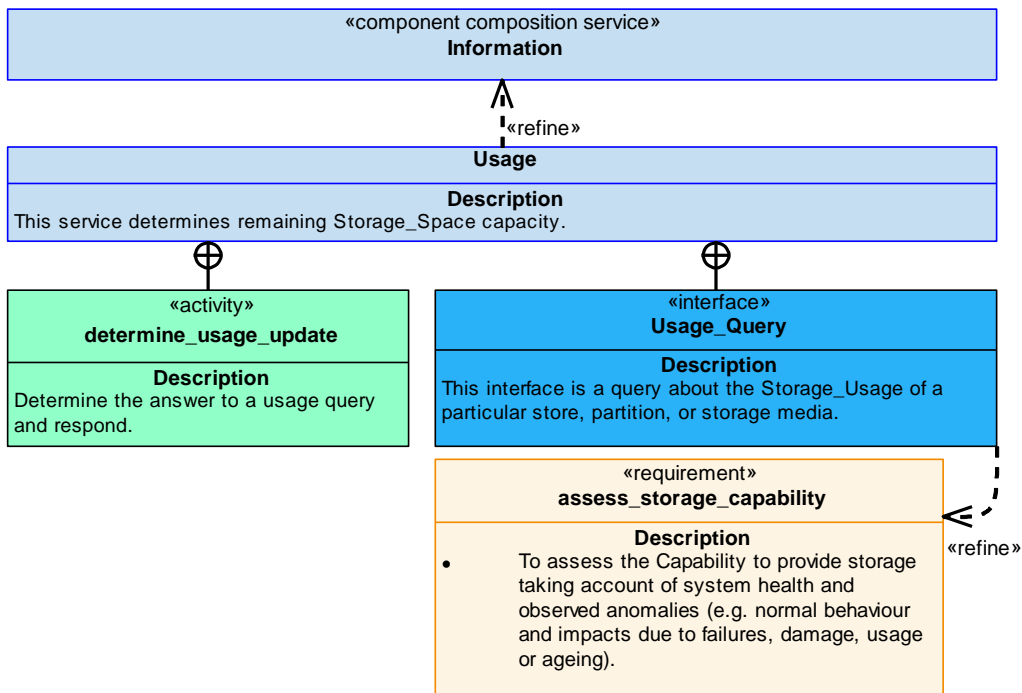 «component composition service»
Information
«refine»
Usage
Description
This service determines remaining Storage_Space capacity.
«activity»
determine_usage_update
Description
Determine the answer to a usage query
and respond.
«interface»
Usage_Query
Description
This interface is a query about the Storage_Usage of a
particular store, partition, or storage media.
«requirement»
assess_storage_capability
Description
• To assess the Capability to provide storage
taking account of system health and
observed anomalies (e.g. normal behaviour
and impacts due to failures, damage, usage
or ageing).
«refine»